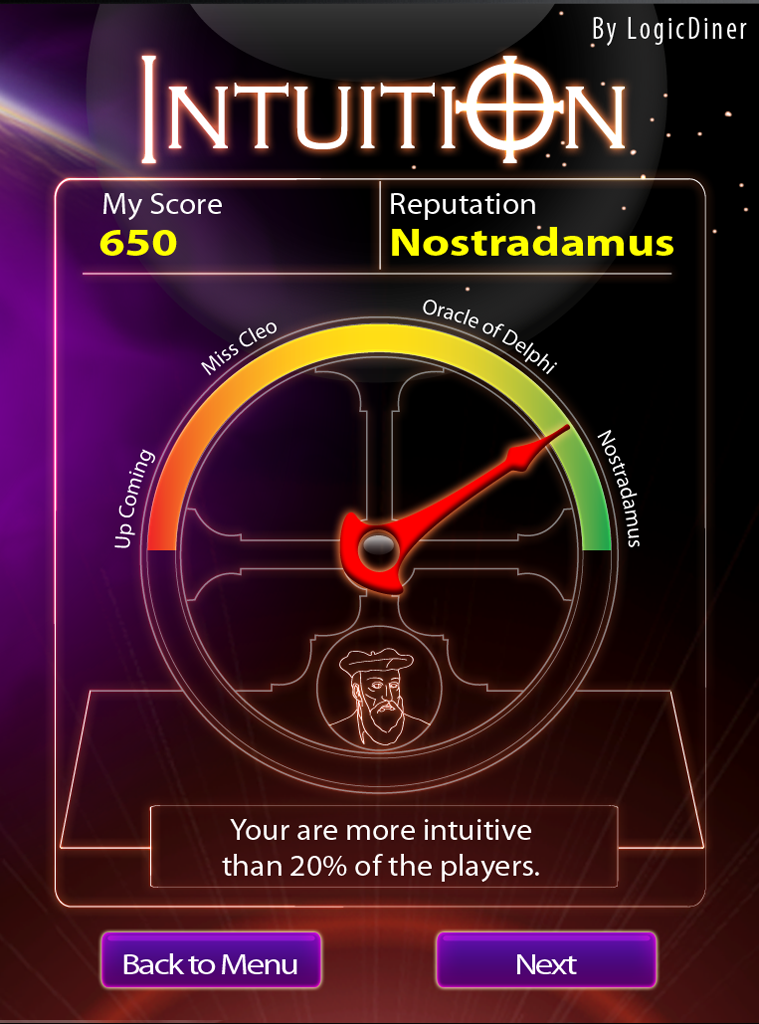 By LogicDiner
INTUITION
My Score
650
Reputation
Nostradamus
Up Coming
Miss Cleo
Oracle of Delphi
Nostradamus
Your are more intuitive
than 20% of the players.
Back to Menu
Next